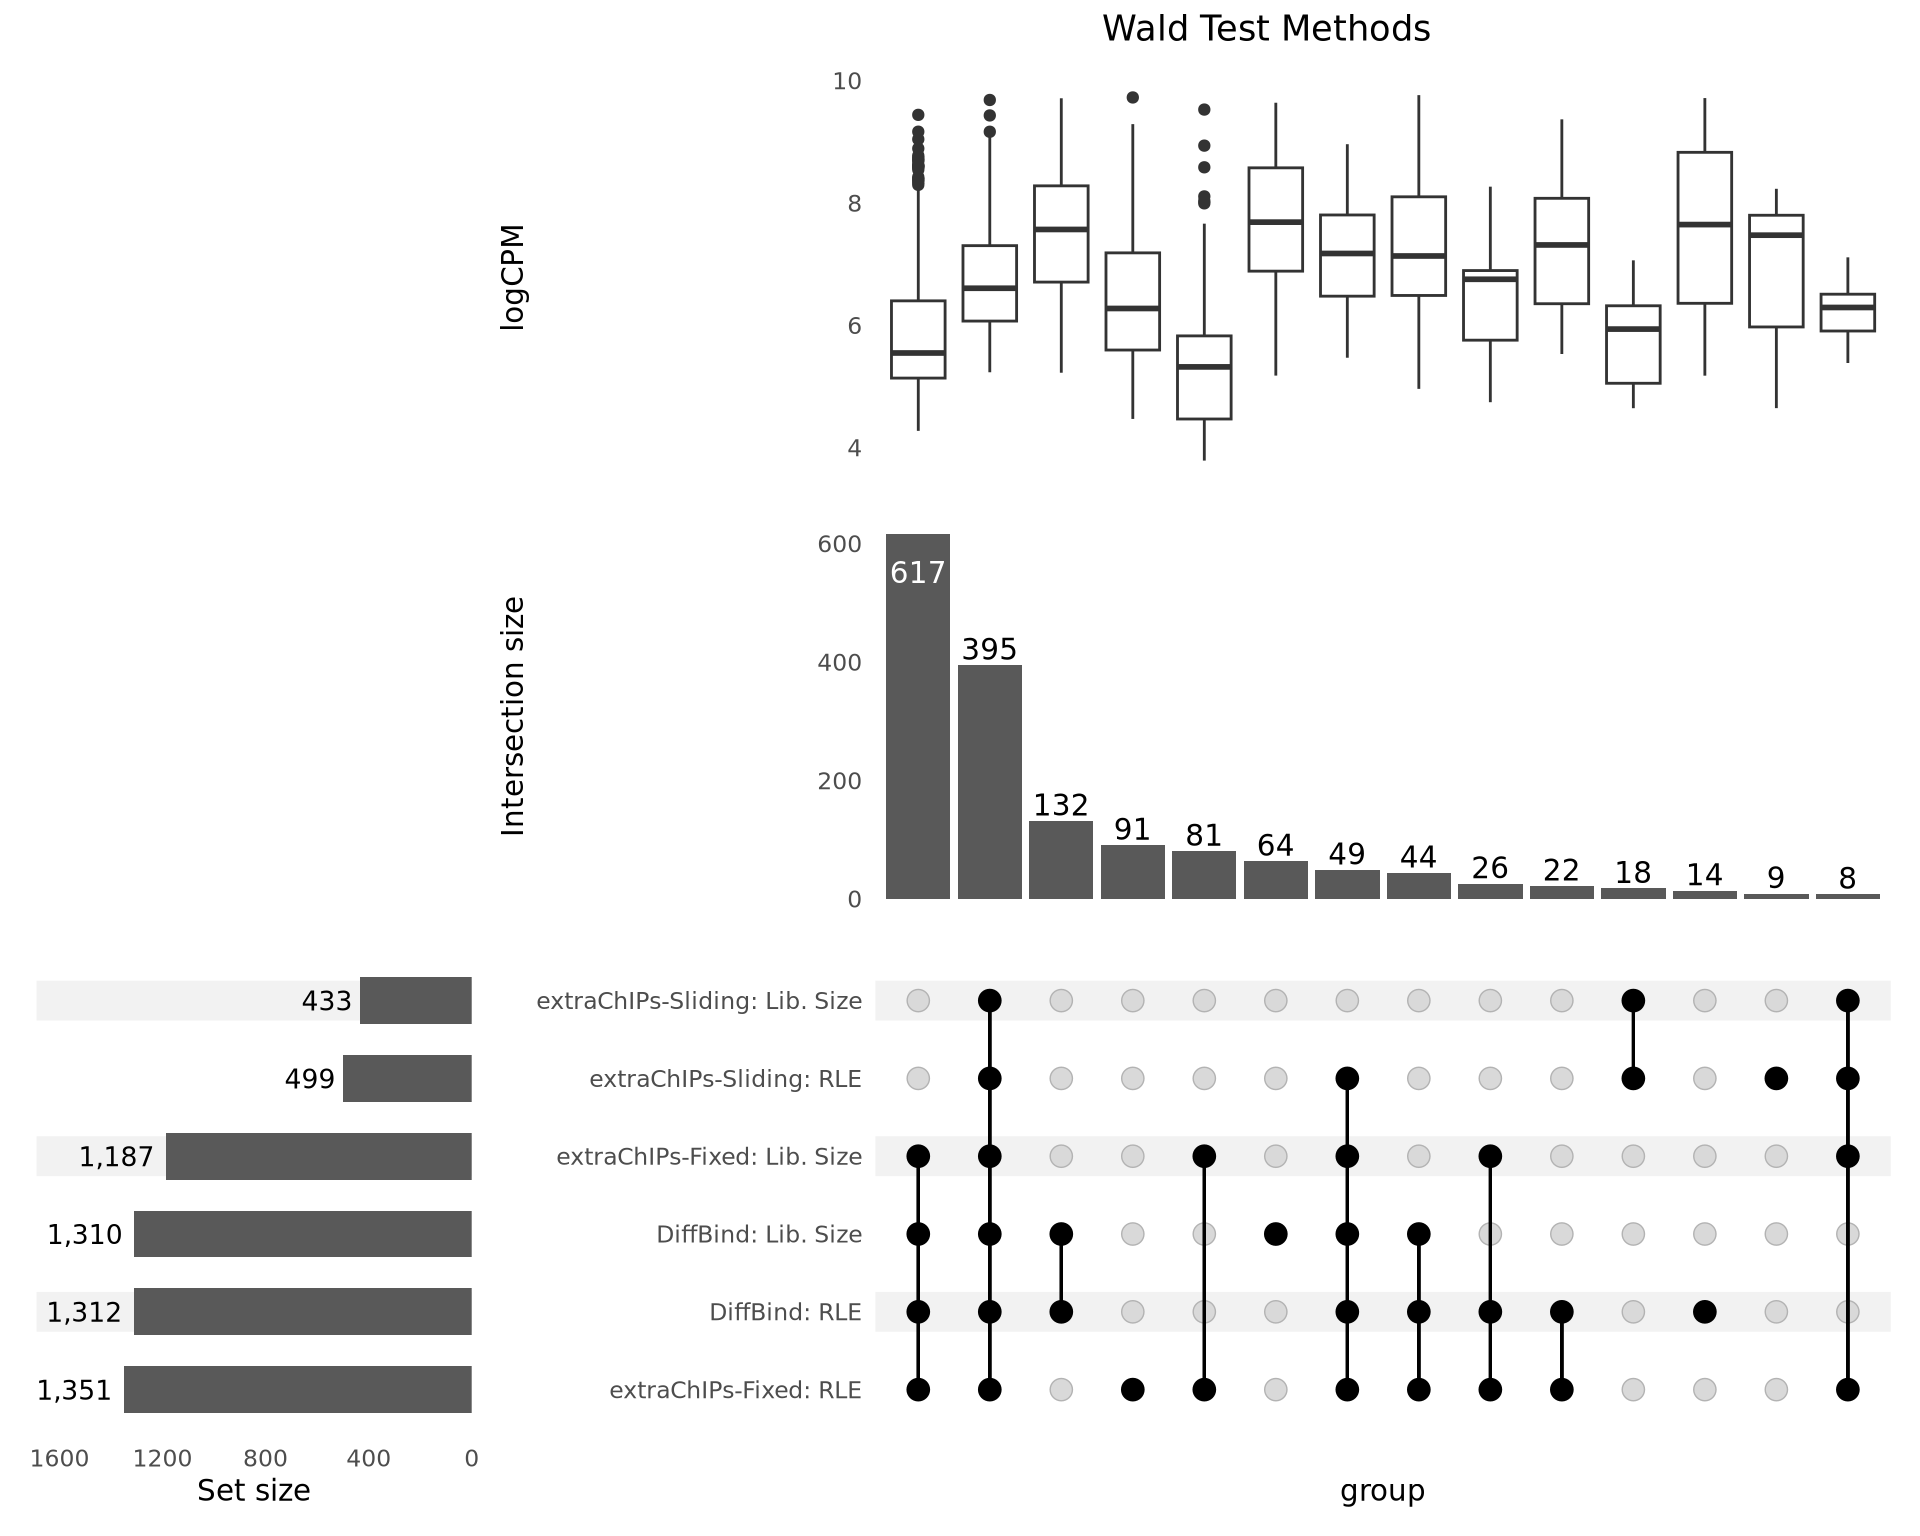 Wald Test Methods
10
8
6
4
logCPM
600
400
200
0
Intersection size
617
395
132
91
81
64
49
44
26
22
18
14
9
8
433
extraChIPs-Sliding: Lib. Size
499
extraChIPs-Sliding: RLE
1,187
extraChIPs-Fixed: Lib. Size
1,310
DiffBind: Lib. Size
1,312
DiffBind: RLE
1,351
extraChIPs-Fixed: RLE
1600 1200 800 400 0
Set size
group